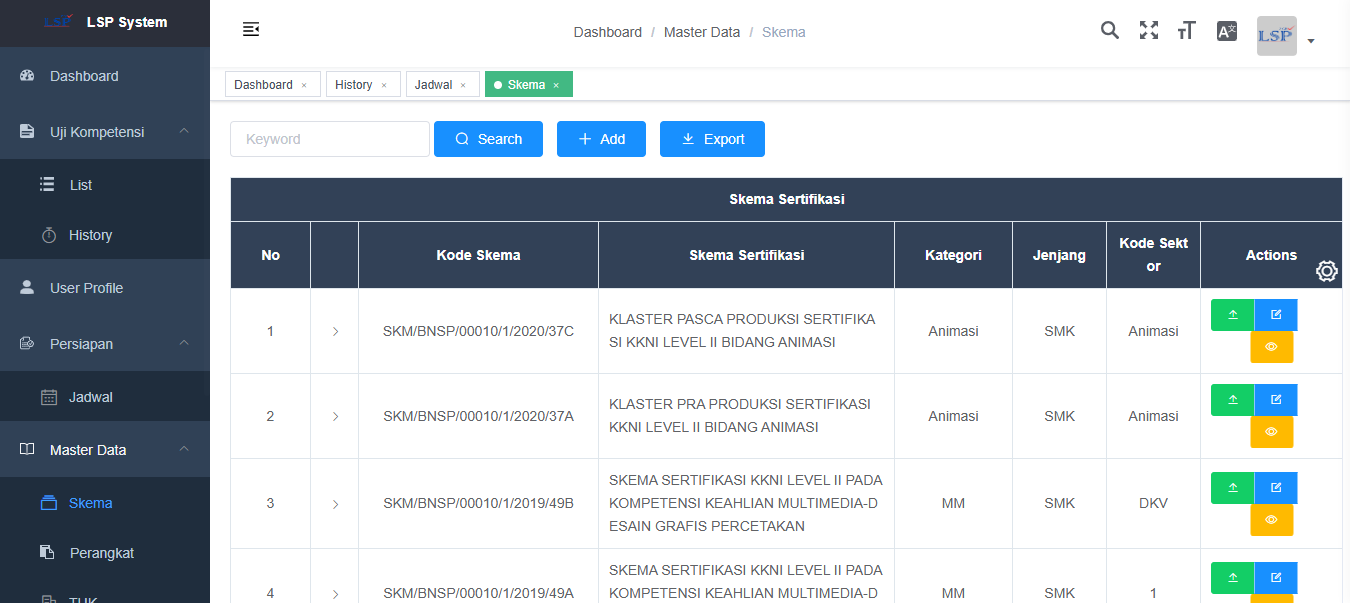 LSP LSP System
Dashboard / Master Data / Skema
LSP
Dashboard
Uji Kompetensi
List
History
User Profile
Persiapan
Jadwal
Master Data
Skema
Perangkat
TUK
Dashboard × History × Jadwal × Skema ×
Keyword Search Add Export
Skema Sertifikasi
No Kode Skema Skema Sertifikasi Kategori Jenjang Kode Sekt
or Actions
1 SKM/BNSP/00010/1/2020/37C KLASTER PASCA PRODUKSI SERTIFIKA
SI KKNI LEVEL II BIDANG ANIMASI Animasi SMK Animasi
2 SKM/BNSP/00010/1/2020/37A KLASTER PRA PRODUKSI SERTIFIKASI
KKNI LEVEL II BIDANG ANIMASI Animasi SMK Animasi
3 SKM/BNSP/00010/1/2019/49B SKEMA SERTIFIKASI KKNI LEVEL II PADA
KOMPETENSI KEAHLIAN MULTIMEDIA-D
ESAIN GRAFIS PERCETAKAN MM SMK DKV
4 SKM/BNSP/00010/1/2019/49A SKEMA SERTIFIKASI KKNI LEVEL II PADA
KOMPETENSI KEAHLIAN MULTIMEDIA-D MM SMK 1